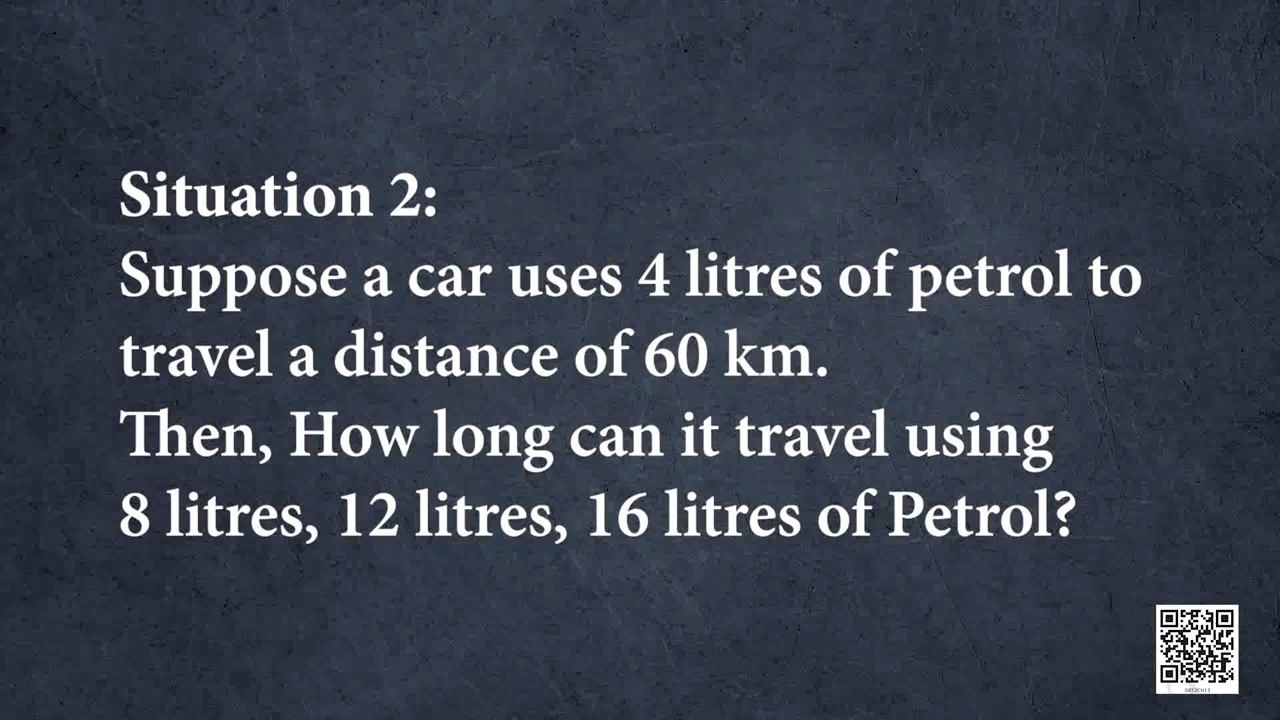 Situation 2:
Suppose a car uses 4 litres of petrol to
travel a distance of 60 km.
Then, How long can it travel using
8 litres, 12 litres, 16 litres of Petrol?
0852CH13